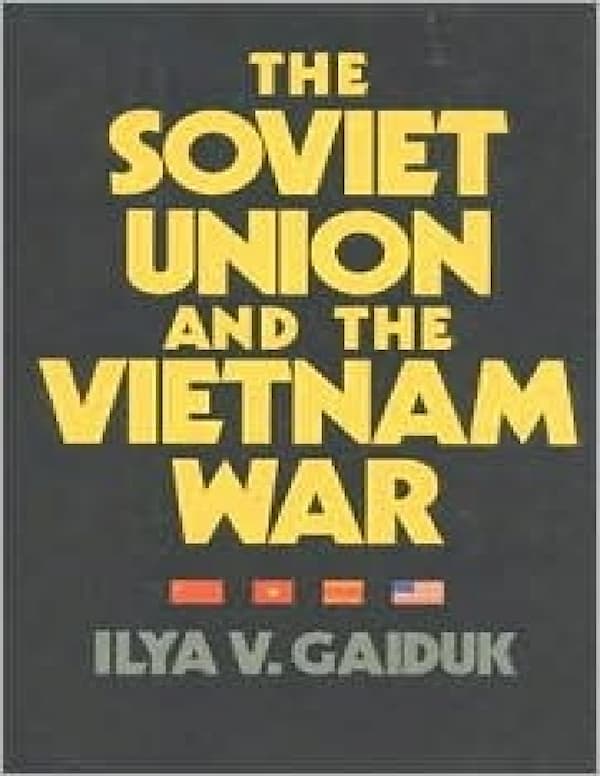 THE
SOVIET
UNION
AND THE
VIETNAM
WAR
ILYA V. GAIDUK